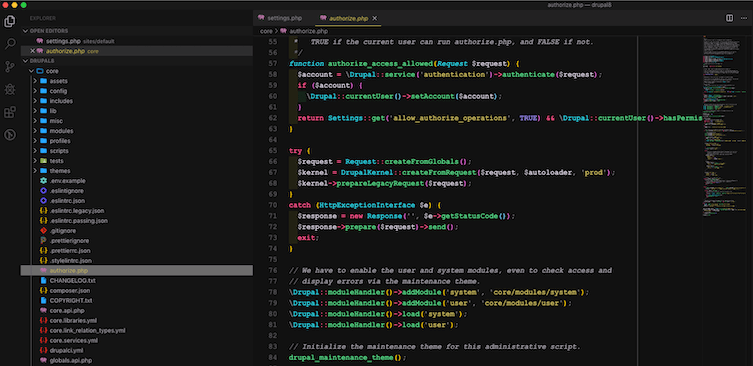 authorize.php — drupal8
EXPLORER
OPEN EDITORS
settings.php sites/default
authorize.php core
DRUPAL8
core
assets
config
includes
lib
misc
modules
profiles
scripts
tests
themes
.env.example
.eslintignore
.eslintrc.json
.eslintrc.legacy.json
.eslintrc.passing.json
.gitignore
.prettierignore
.prettierrc.json
.stylelintrc.json
authorize.php
CHANGELOG.txt
composer.json
COPYRIGHT.txt
core.api.php
core.libraries.yml
core.link_relation_types.yml
core.services.yml
drupalci.yml
globals.api.php
settings.php
authorize.php ×
core > authorize.php
55 * TRUE if the current user can run authorize.php, and FALSE if not.
56 */
57 function authorize_access_allowed(Request $request) {
58 $account = \Drupal::service('authentication')->authenticate($request);
59 if ($account) {
60 \Drupal::currentUser()->setAccount($account);
61 }
62 return Settings::get('allow_authorize_operations', TRUE) && \Drupal::currentUser()->hasPermis
63 }
64
65 try {
66 $request = Request::createFromGlobals();
67 $kernel = DrupalKernel::createFromRequest($request, $autoloader, 'prod');
68 $kernel->prepareLegacyRequest($request);
69 }
70 catch (HttpExceptionInterface $e) {
71 $response = new Response('', $e->getStatusCode());
72 $response->prepare($request)->send();
73 exit;
74 }
75
76 // We have to enable the user and system modules, even to check access and
77 // display errors via the maintenance theme.
78 \Drupal::moduleHandler()->addModule('system', 'core/modules/system');
79 \Drupal::moduleHandler()->addModule('user', 'core/modules/user');
80 \Drupal::moduleHandler()->load('system');
81 \Drupal::moduleHandler()->load('user');
82
83 // Initialize the maintenance theme for this administrative script.
84 drupal_maintenance_theme();